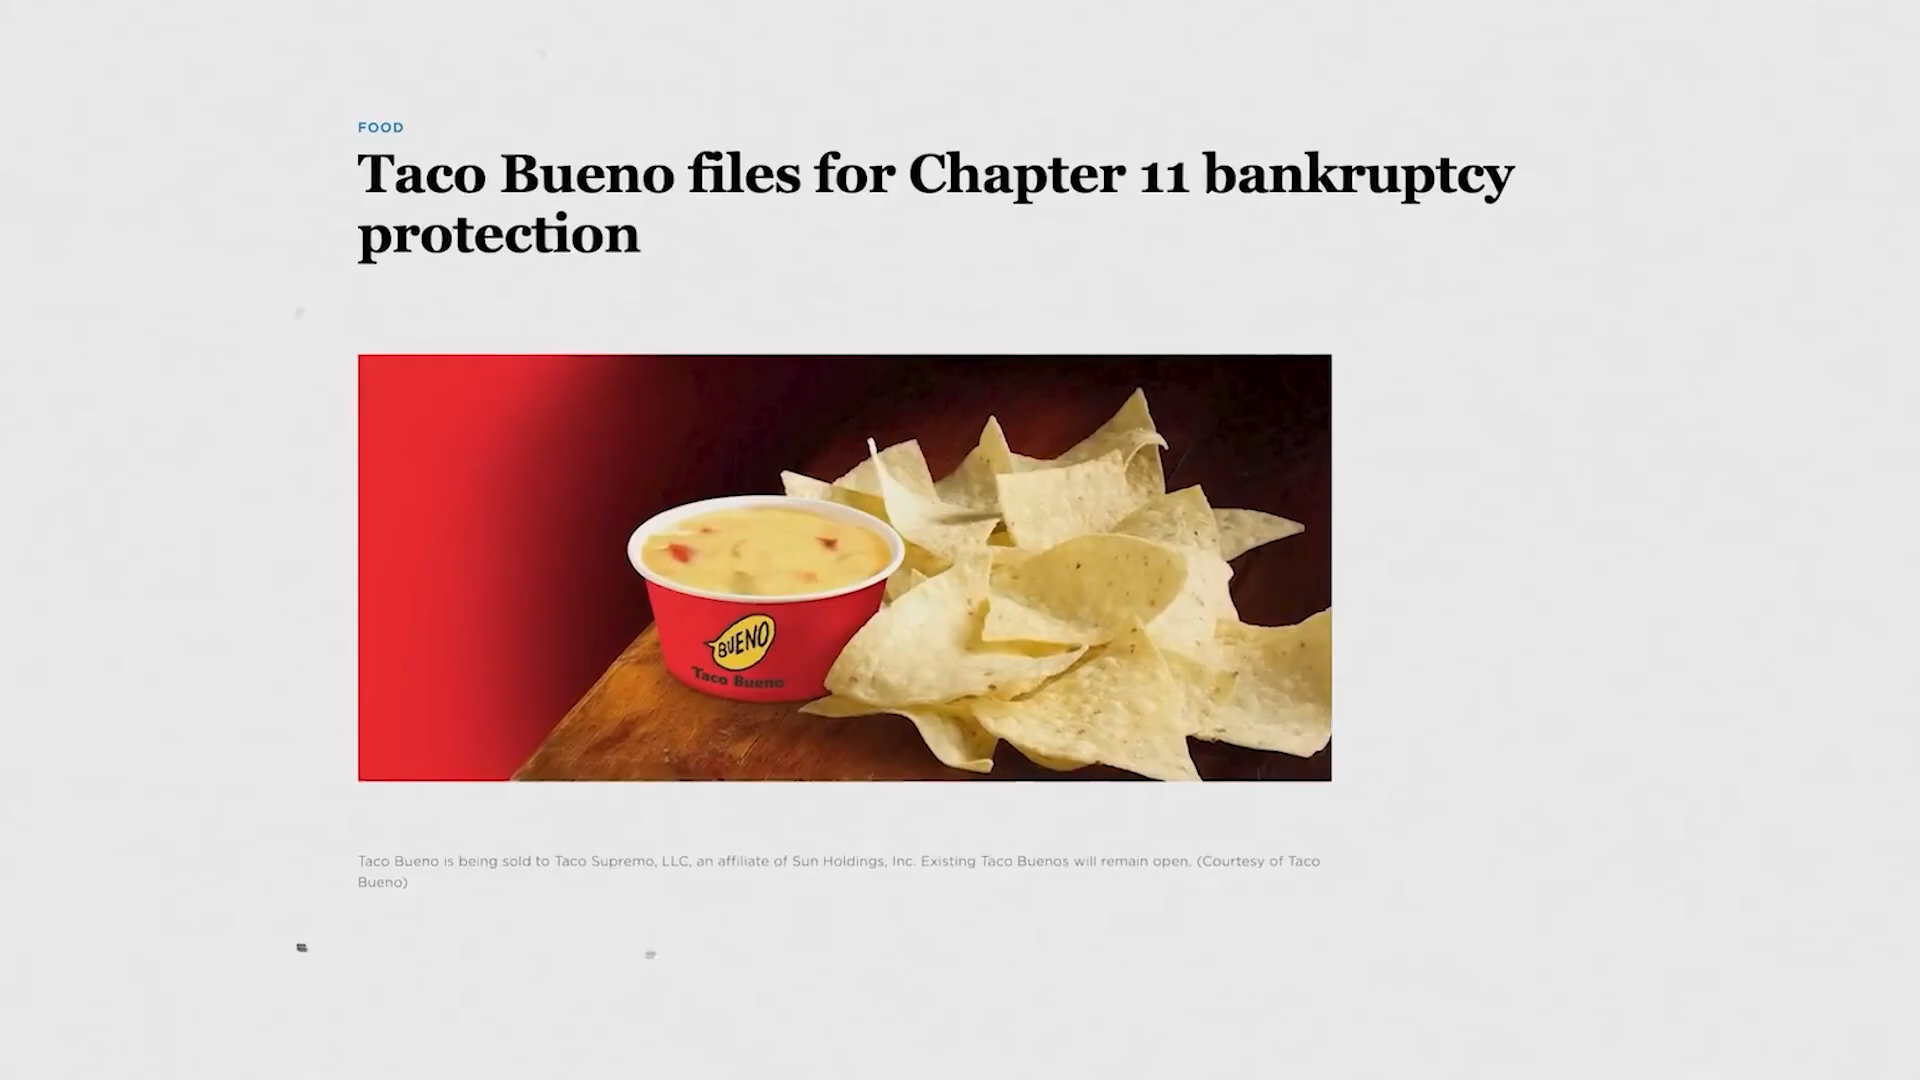 FOOD
Taco Bueno files for Chapter 11 bankruptcy
protection
BUENO
Taco Bueno
Taco Bueno is being sold to Taco Supremo, LLC, an affiliate of Sun Holdings, Inc. Existing Taco Buenos will remain open. (Courtesy of Taco
Bueno)